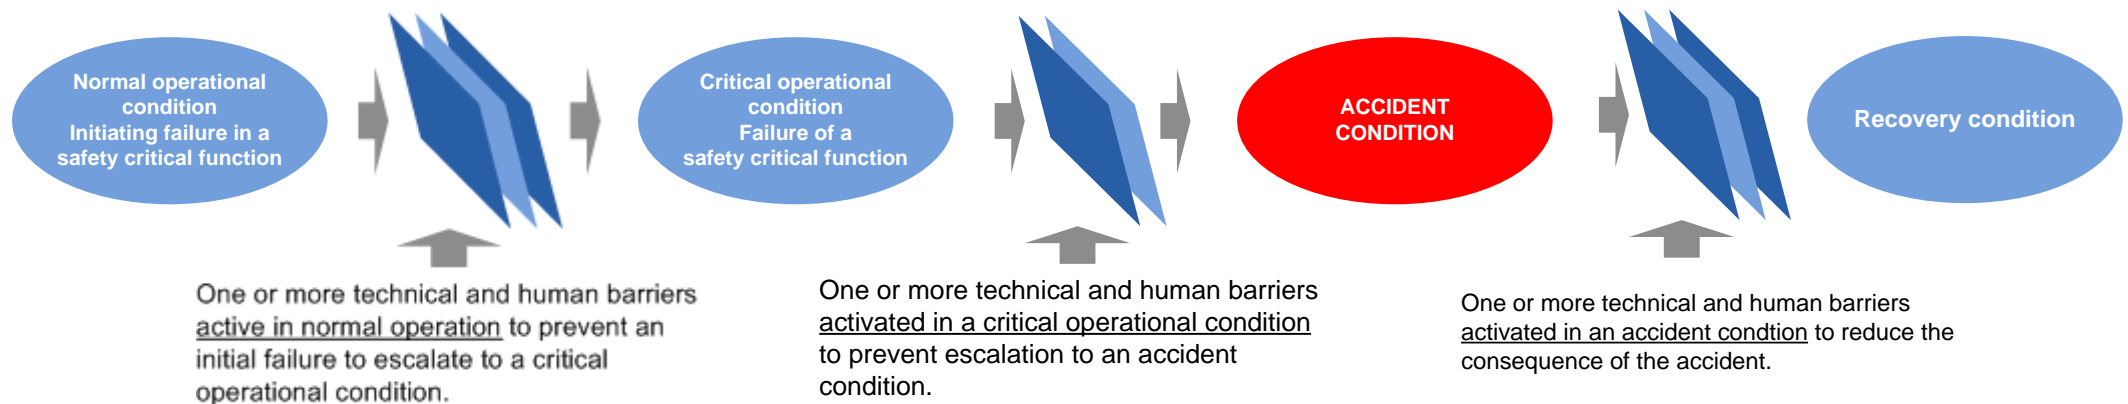 Normal operational
condition
Initiating failure in a
safety critical function
Critical operational
condition
Failure of a
safety critical function
ACCIDENT
CONDITION
Recovery condition
One or more technical and human barriers
active in normal operation to prevent an
initial failure to escalate to a critical
operational condition.
One or more technical and human barriers
activated in a critical operational condition
to prevent escalation to an accident
condition.
One or more technical and human barriers
activated in an accident condtion to reduce the
consequence of the accident.